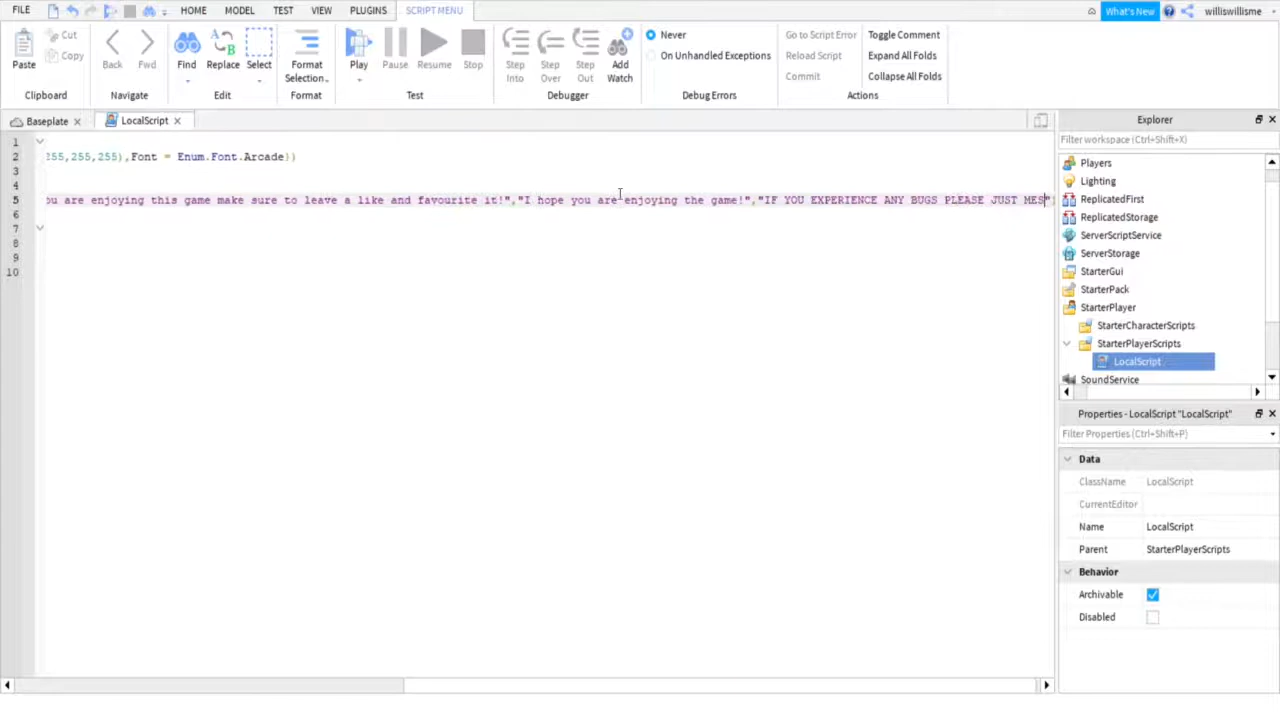 FILE HOME MODEL TEST VIEW PLUGINS SCRIPT MENU What's New williswillisme
Paste Cut Copy Back Fwd Find Replace Select Format Selection Play Pause Resume Stop Step Into Step Over Step Out Add Watch Never On Unhandled Exceptions Go to Script Error Reload Script Commit Toggle Comment Expand All Folds Collapse All Folds
Clipboard Navigate Edit Format Test Debugger Debug Errors Actions
Baseplate LocalScript
1
2 155,255,255),Font = Enum.Font.Arcade})
3
4
5 ou are enjoying this game make sure to leave a like and favourite it!","I hope you are enjoying the game!","IF YOU EXPERIENCE ANY BUGS PLEASE JUST MES"
6
7
8
9
10
Explorer
Filter workspace (Ctrl+Shift+X)
Players
Lighting
ReplicatedFirst
ReplicatedStorage
ServerScriptService
ServerStorage
StarterGui
StarterPack
StarterPlayer
StarterCharacterScripts
StarterPlayerScripts
LocalScript
SoundService
Properties - LocalScript "LocalScript"
Filter Properties (Ctrl+Shift+P)
Data
ClassName LocalScript
CurrentEditor
Name LocalScript
Parent StarterPlayerScripts
Behavior
Archivable
Disabled